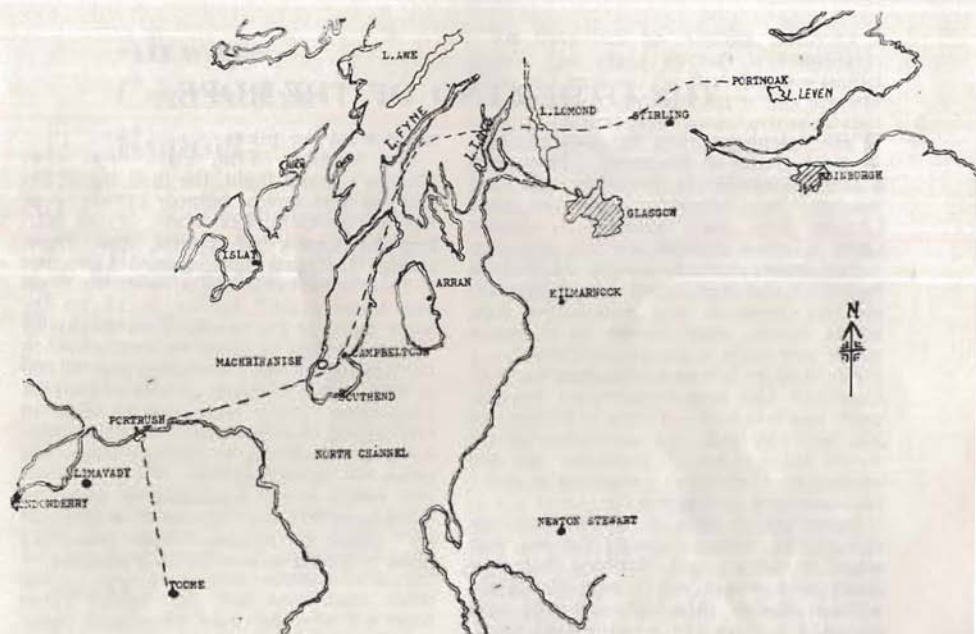 L.AWE
PORTMOAK
L.LEVEN
L.FYNE
L.LOMOND
STIRLING
L.LONG
EDINBURGH
GLASGOW
ISLAY
ARRAN
KILMARNOCK
N
MACHRIHANISH
CAMPBELTOWN
SOUTHEND
PORTRUSH
NORTH CHANNEL
LIMAVADY
LONDONDERRY
NEWTON STEWART
TOOME